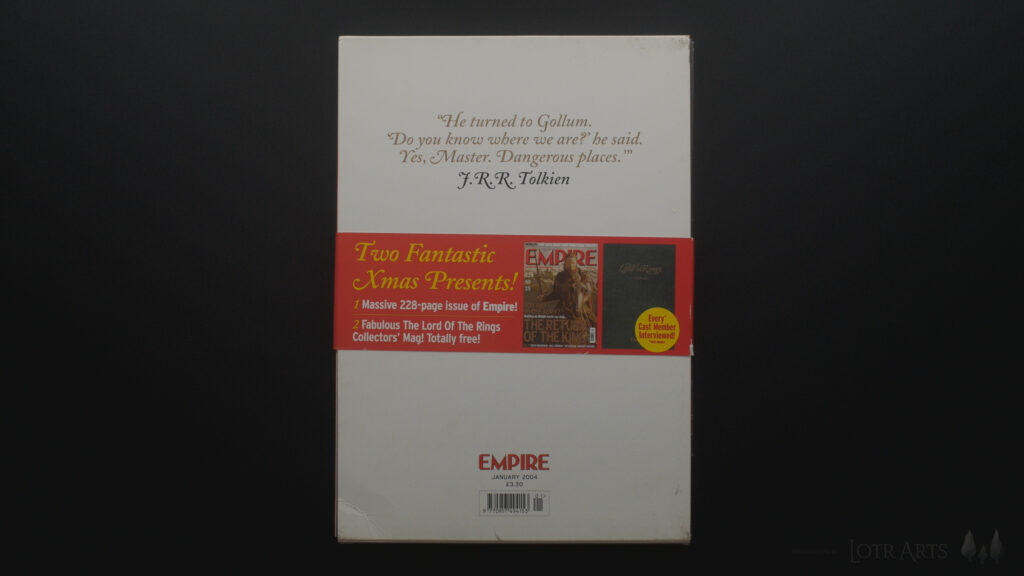 “He turned to Gollum.
‘Do you know where we are?’ he said.
Yes, Master. Dangerous places.’”
J.R.R. Tolkien
Two Fantastic
Xmas Presents!
1 Massive 228-page issue of Empire!
2 Fabulous The Lord Of The Rings
Collectors’ Mag! Totally free!
EMPIRE
THE RETURN
OF THE KING
Every*
Cast Member
Interviewed!
EMPIRE
JANUARY 2004
£3.30
LOTR ARTS